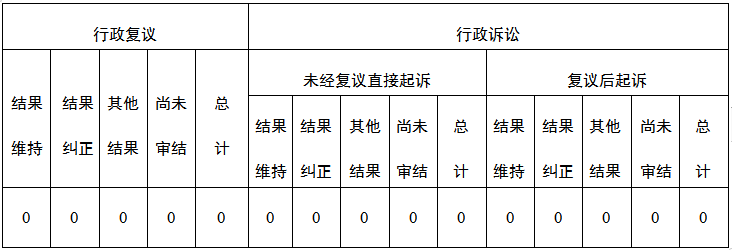 行政复议 行政诉讼
未经复议直接起诉 复议后起诉
结果维持 结果纠正 其他结果 尚未审结 总计 结果维持 结果纠正 其他结果 尚未审结 总计 结果维持 结果纠正 其他结果 尚未审结 总计
0 0 0 0 0 0 0 0 0 0 0 0 0 0 0